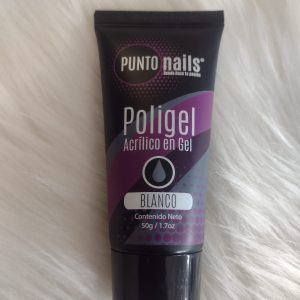 PUNTO nails®
Poligel
Acrílico en Gel
BLANCO
Contenido Neto
50g / 1.7oz